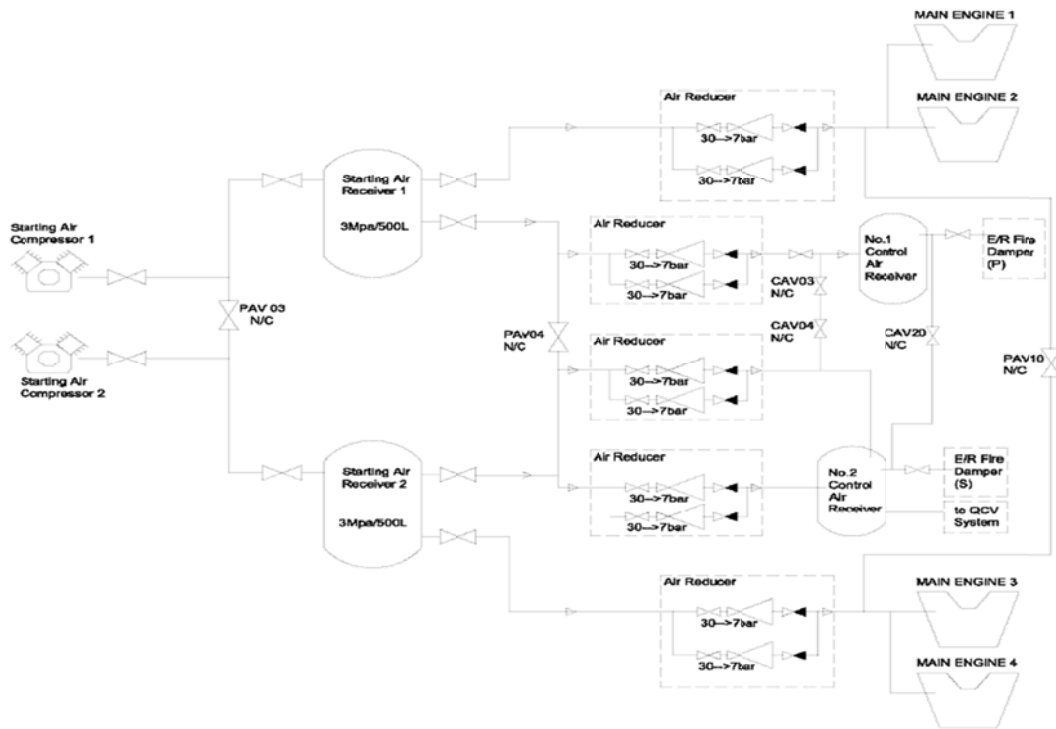 MAIN ENGINE 1
MAIN ENGINE 2
Air Reducer
30-->7bar
30-->7bar
Starting Air
Receiver 1
3Mpa/500L
Starting Air
Compressor 1
Air Reducer
30-->7bar
30-->7bar
No.1
Control
Air
Receiver
E/R Fire
Damper
(P)
CAV03
N/C
PAV 03
N/C
PAV04
N/C
CAV04
N/C
CAV20
N/C
PAV10
N/C
Air Reducer
30-->7bar
30-->7bar
Starting Air
Compressor 2
Starting Air
Receiver 2
3Mpa/500L
Air Reducer
30-->7bar
30-->7bar
No.2
Control
Air
Receiver
E/R Fire
Damper
(S)
to QCV
System
Air Reducer
30-->7bar
30-->7bar
MAIN ENGINE 3
MAIN ENGINE 4